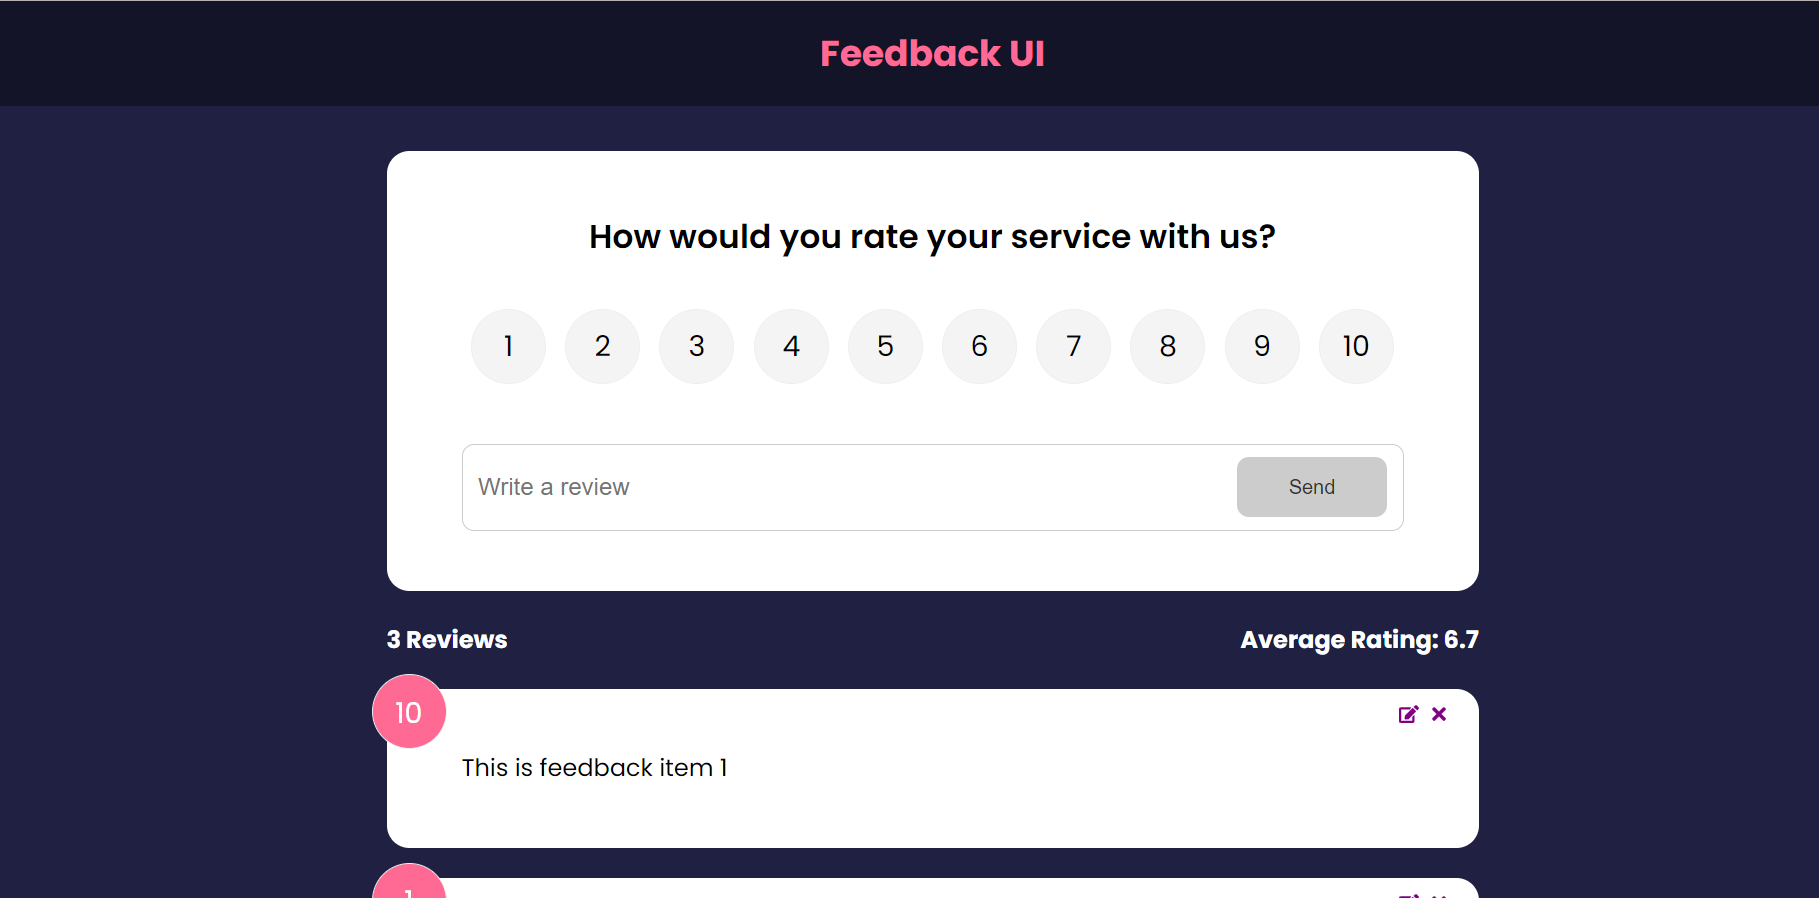 Feedback UI
How would you rate your service with us?
1 2 3 4 5 6 7 8 9 10
Write a review Send
3 Reviews Average Rating: 6.7
10
This is feedback item 1